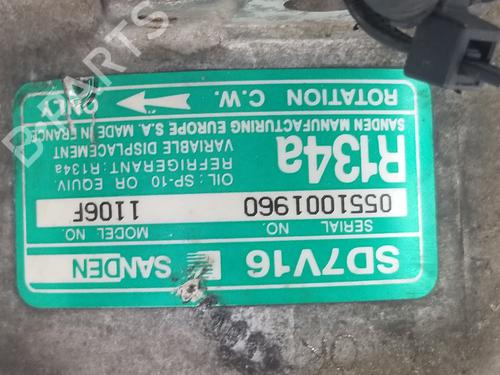 SD7V16 SANDEN
SERIAL NO. MODEL NO.
0551001960 1106F
R134a
OIL: SP-10 OR EQUIV
REFRIGERANT: R134a
VARIABLE DISPLACEMENT
SANDEN MANUFACTURING EUROPE S.A. MADE IN FRANCE
ROTATION C.W. ONLY
B-PARTS